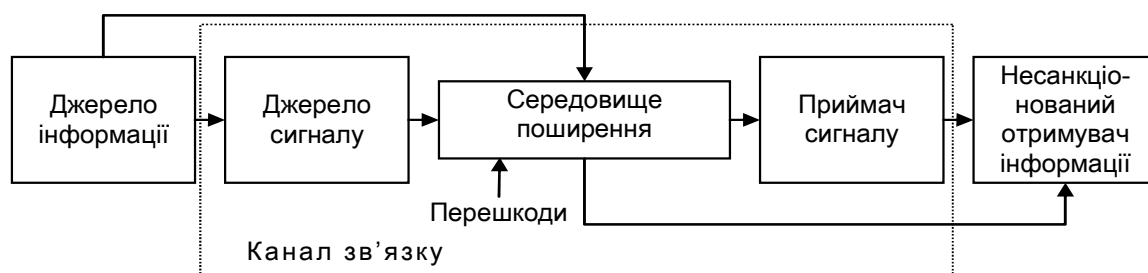 Джерело
інформації
Джерело
сигналу
Середовище
поширення
Приймач
сигналу
Несанкціо-
нований
отримувач
інформації
Перешкоди
Канал зв’язку